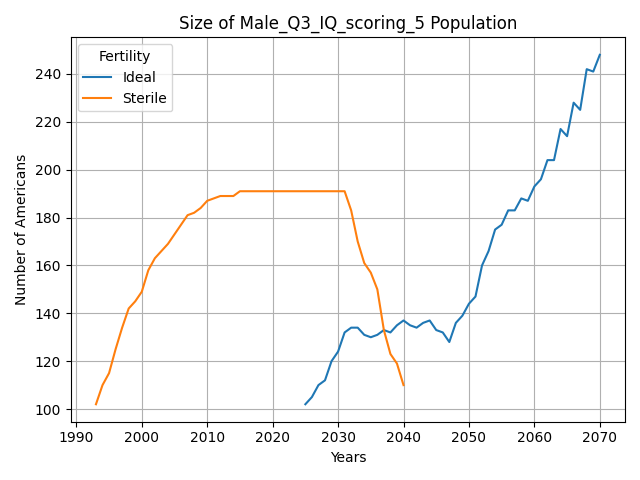 Size of Male_Q3_IQ_scoring_5 Population
Fertility
Ideal
Sterile
Number of Americans
240
220
200
180
160
140
120
100
1990 2000 2010 2020 2030 2040 2050 2060 2070
Years